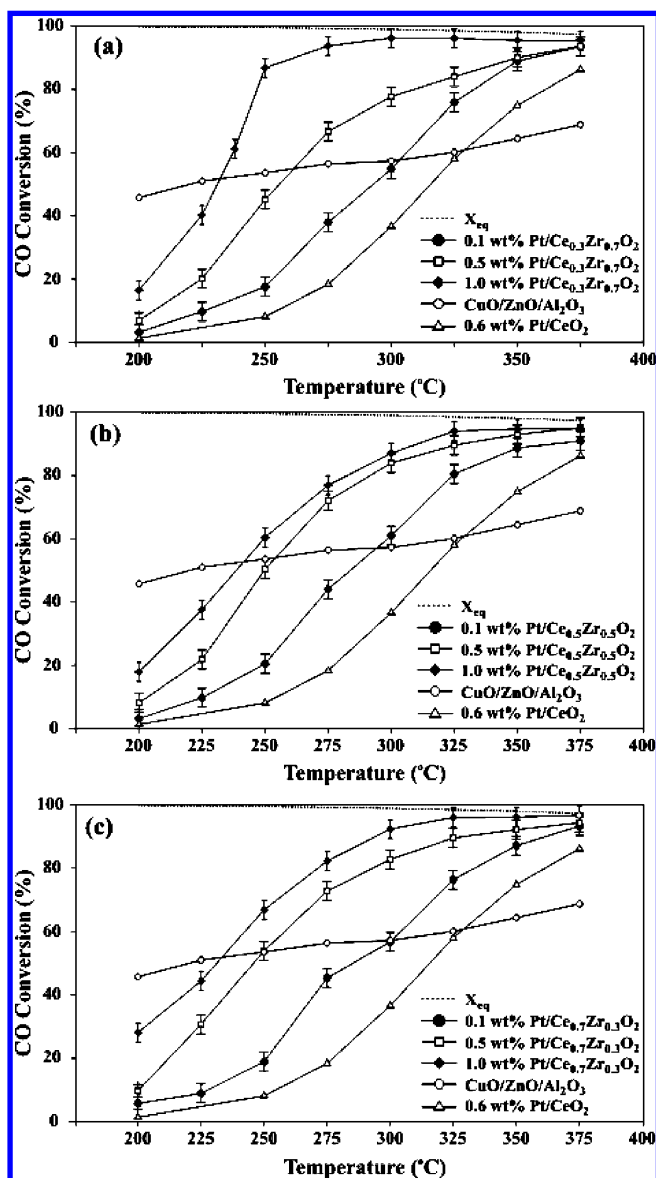 (a)
100
80
60
40
20
0
CO Conversion (%)
X_eq
0.1 wt% Pt/Ce₀.₃Zr₀.₇O₂
0.5 wt% Pt/Ce₀.₃Zr₀.₇O₂
1.0 wt% Pt/Ce₀.₃Zr₀.₇O₂
CuO/ZnO/Al₂O₃
0.6 wt% Pt/CeO₂
200 225 250 275 300 325 350 375 400
Temperature (°C)
(b)
100
80
60
40
20
0
CO Conversion (%)
X_eq
0.1 wt% Pt/Ce₀.₅Zr₀.₅O₂
0.5 wt% Pt/Ce₀.₅Zr₀.₅O₂
1.0 wt% Pt/Ce₀.₅Zr₀.₅O₂
CuO/ZnO/Al₂O₃
0.6 wt% Pt/CeO₂
200 225 250 275 300 325 350 375 400
Temperature (°C)
(c)
100
80
60
40
20
0
CO Conversion (%)
X_eq
0.1 wt% Pt/Ce₀.₇Zr₀.₃O₂
0.5 wt% Pt/Ce₀.₇Zr₀.₃O₂
1.0 wt% Pt/Ce₀.₇Zr₀.₃O₂
CuO/ZnO/Al₂O₃
0.6 wt% Pt/CeO₂
200 225 250 275 300 325 350 375 400
Temperature (°C)